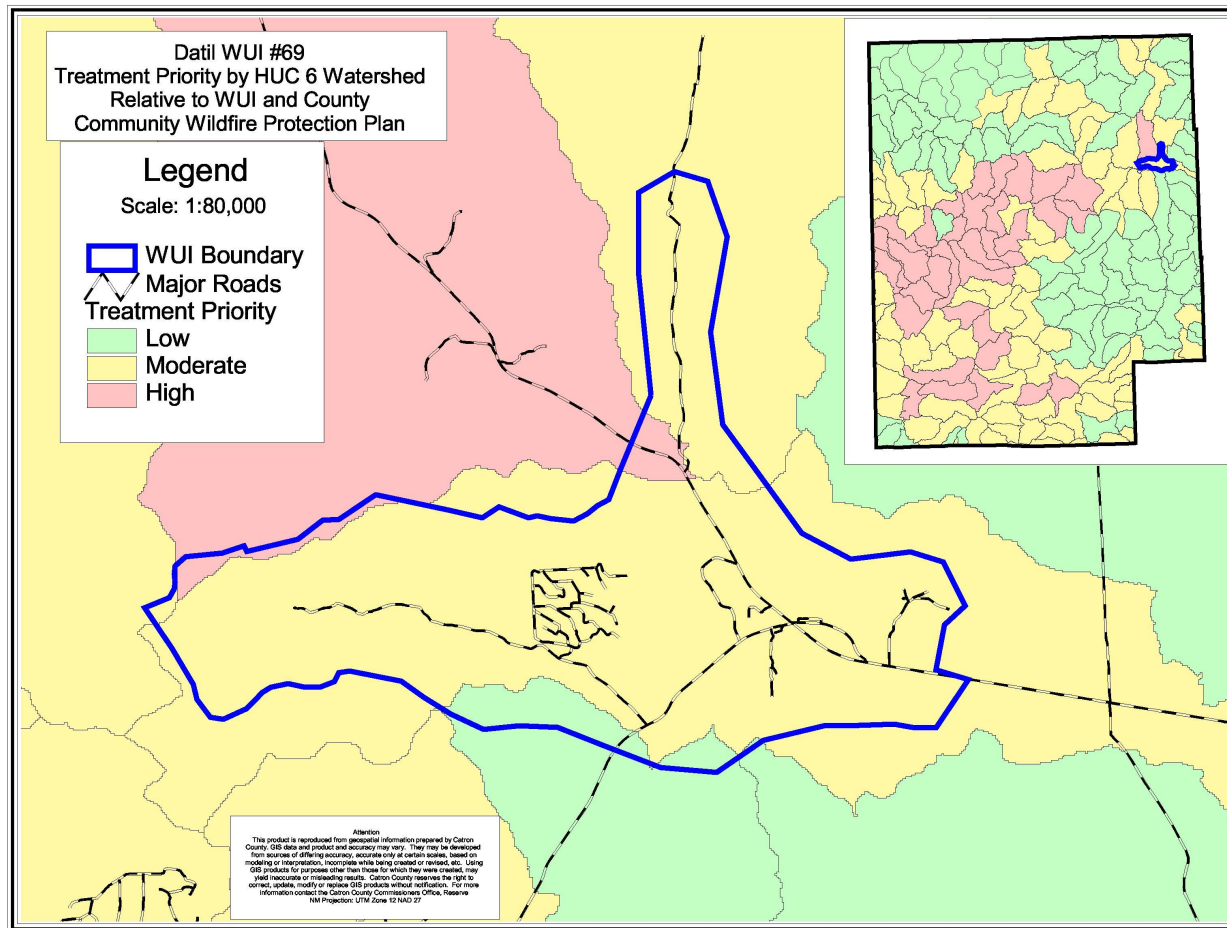 Datil WUI #69
Treatment Priority by HUC 6 Watershed
Relative to WUI and County
Community Wildfire Protection Plan
Legend
Scale: 1:80,000
WUI Boundary
Major Roads
Treatment Priority
Low
Moderate
High
Attention
This product is reproduced from geospatial information prepared by Catron
County. GIS data and product and accuracy may vary. They may be developed
from sources of differing accuracy, accurate only at certain scales, based on
modeling or interpretation, incomplete while being created or revised, etc. Using
GIS products for purposes other than those for which they were created, may
yield inaccurate or misleading results. Catron County reserves the right to
correct, update, modify or replace GIS products without notification. For more
information contact the Catron County Commissioners Office, Reserve
NM Projection: UTM Zone 12 NAD 27